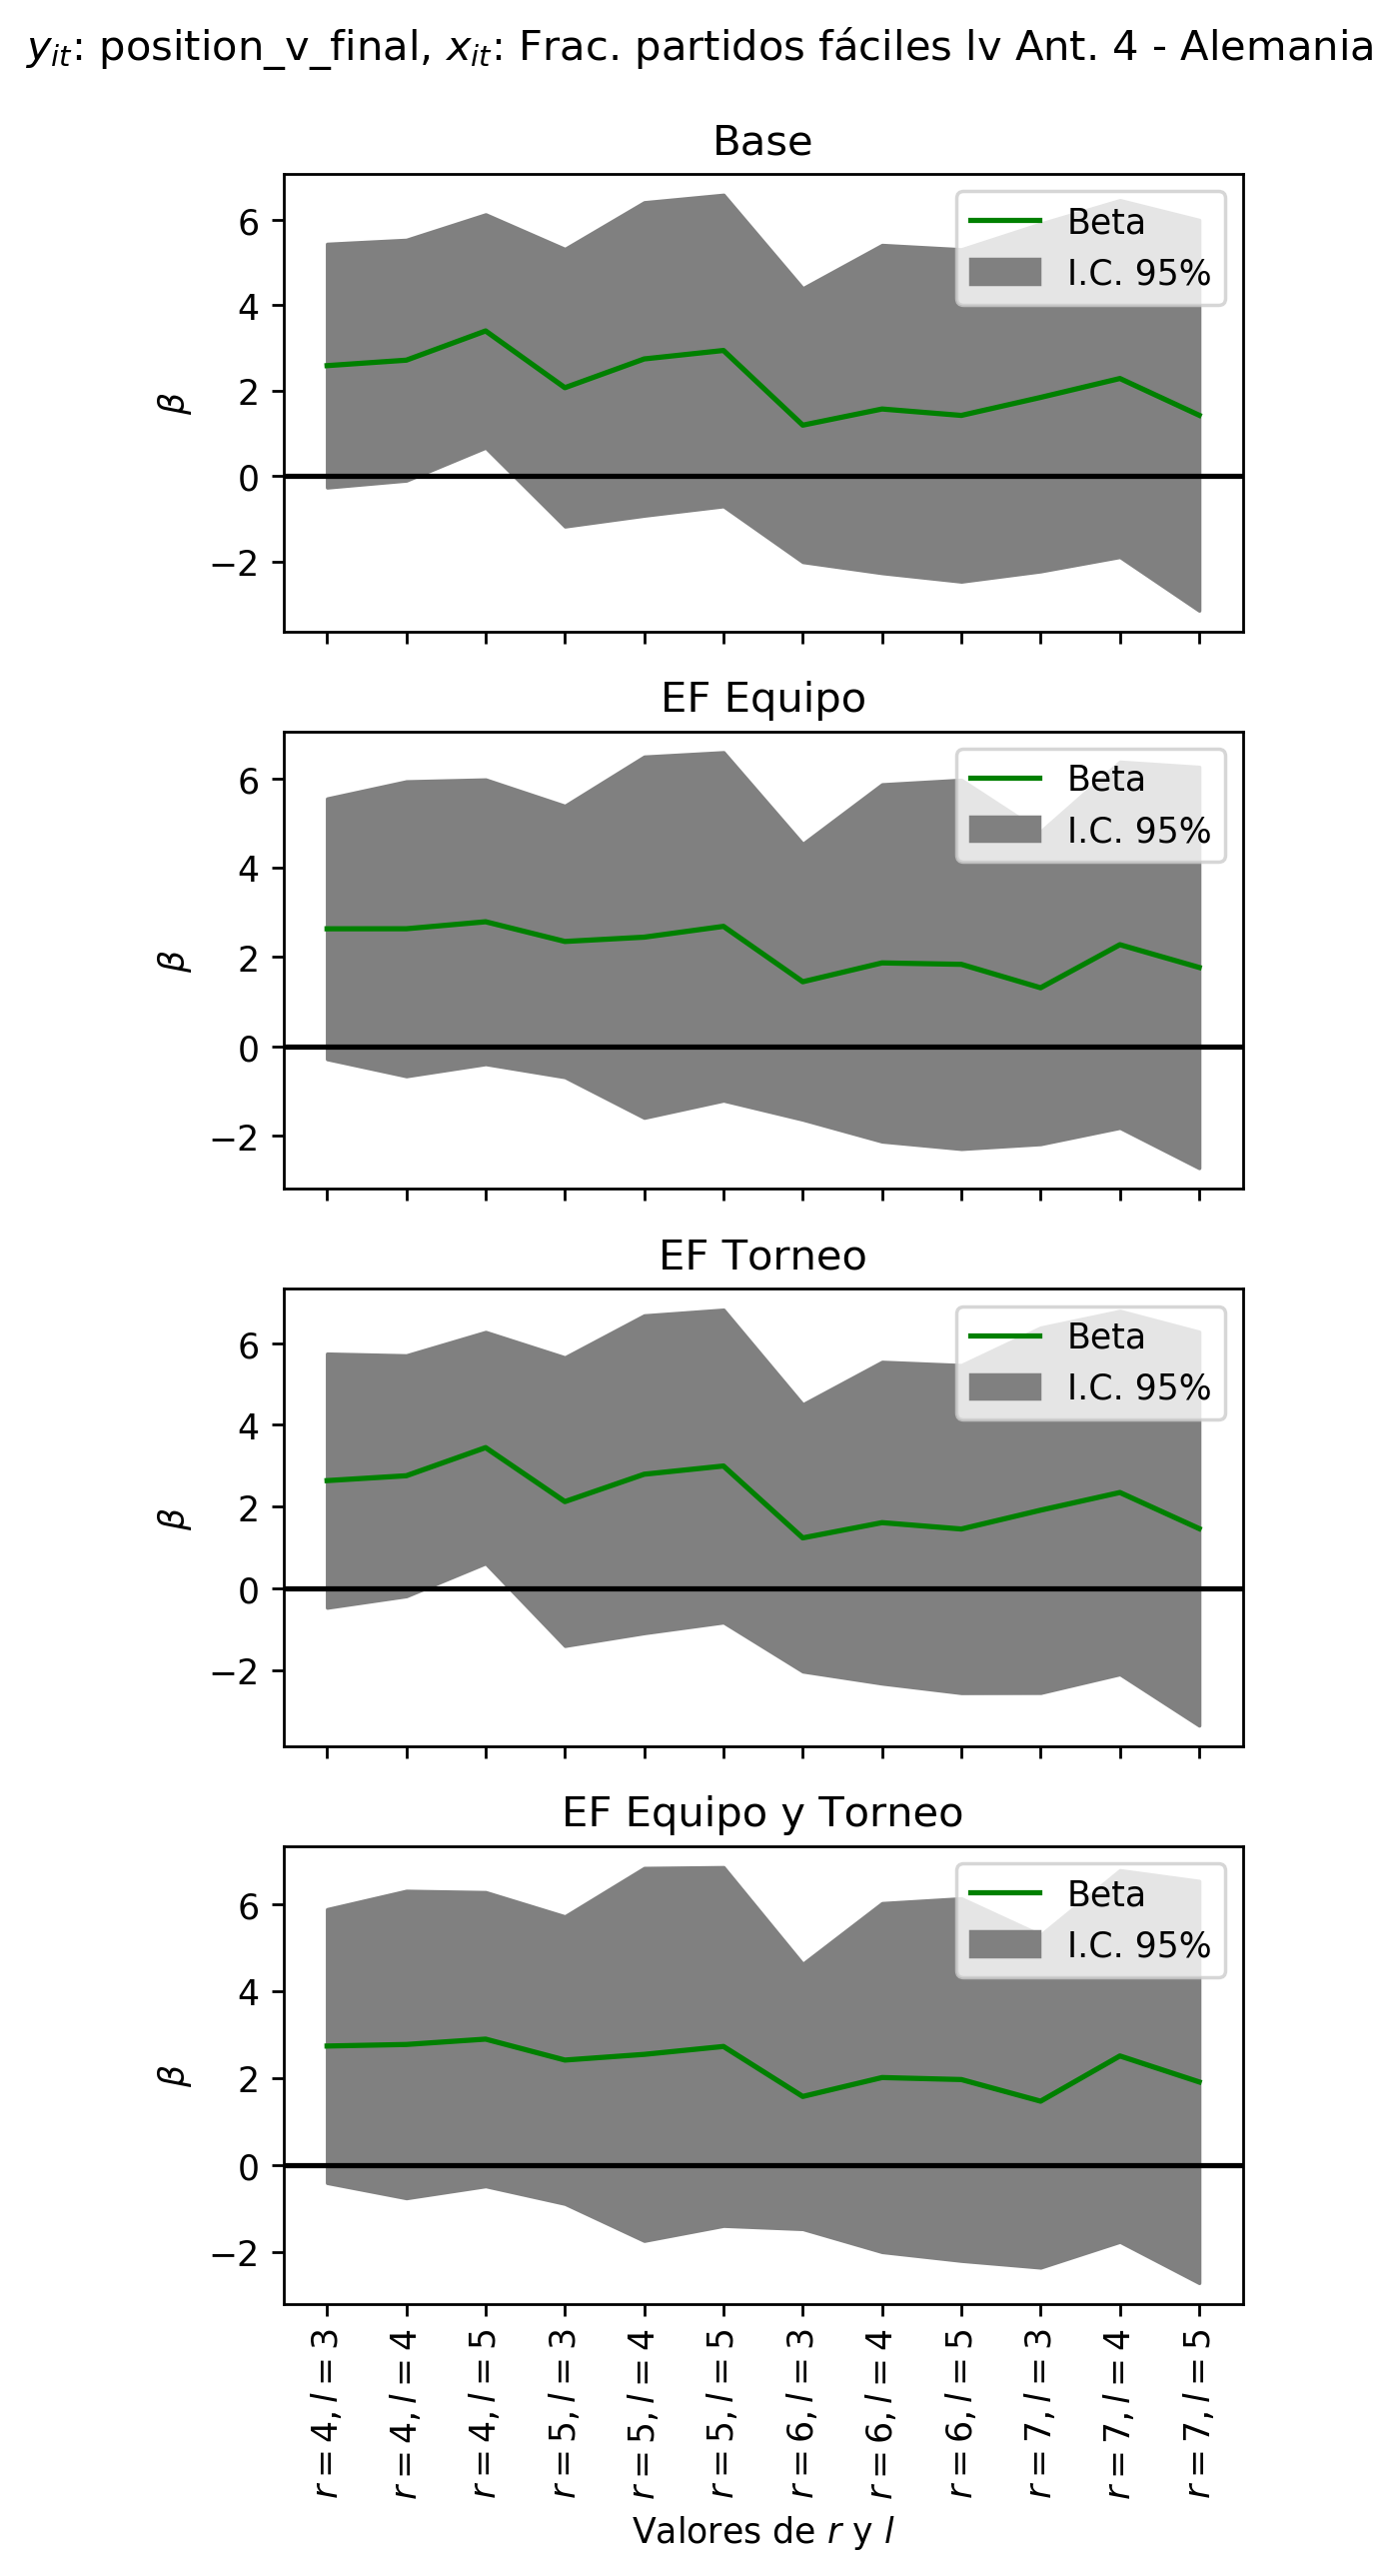 y_it: position_v_final, x_it: Frac. partidos fáciles lv Ant. 4 - Alemania
Base
6
4
2
0
−2
β
Beta
I.C. 95%
EF Equipo
6
4
2
0
−2
β
Beta
I.C. 95%
EF Torneo
6
4
2
0
−2
β
Beta
I.C. 95%
EF Equipo y Torneo
6
4
2
0
−2
β
Beta
I.C. 95%
r = 4, l = 3
r = 4, l = 4
r = 4, l = 5
r = 5, l = 3
r = 5, l = 4
r = 5, l = 5
r = 6, l = 3
r = 6, l = 4
r = 6, l = 5
r = 7, l = 3
r = 7, l = 4
r = 7, l = 5
Valores de r y l